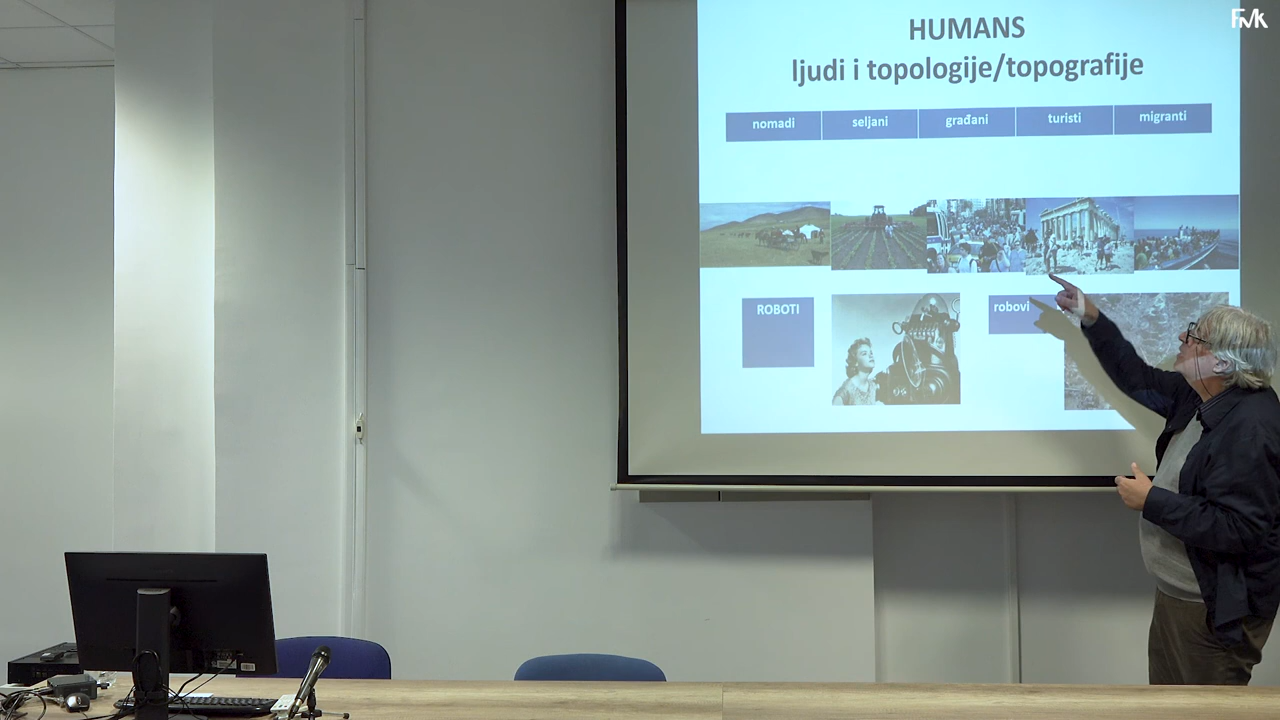 FMK
HUMANS
ljudi i topologije/topografije
nomadi
seljani
građani
turisti
migranti
ROBOTI
robovi